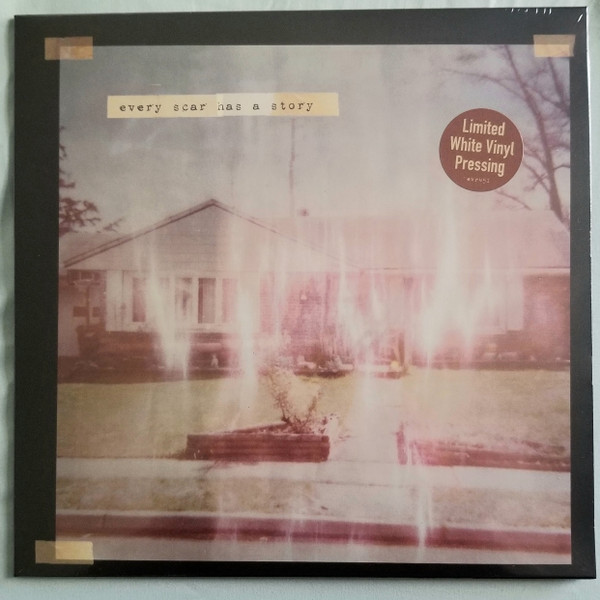 every scar has a story
Limited
White Vinyl
Pressing